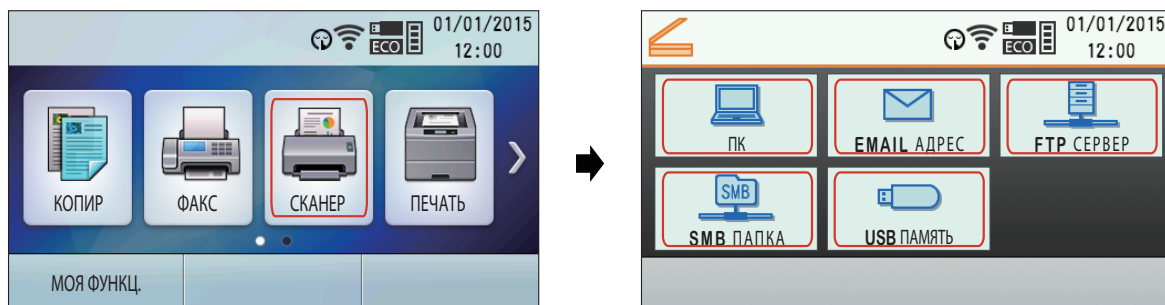 01/01/2015
ECO
12:00
КОПИР
ФАКС
СКАНЕР
ПЕЧАТЬ
МОЯ ФУНКЦ.
01/01/2015
ECO
12:00
ПК
EMAIL АДРЕС
FTP СЕРВЕР
SMB
SMB ПАПКА
USB ПАМЯТЬ